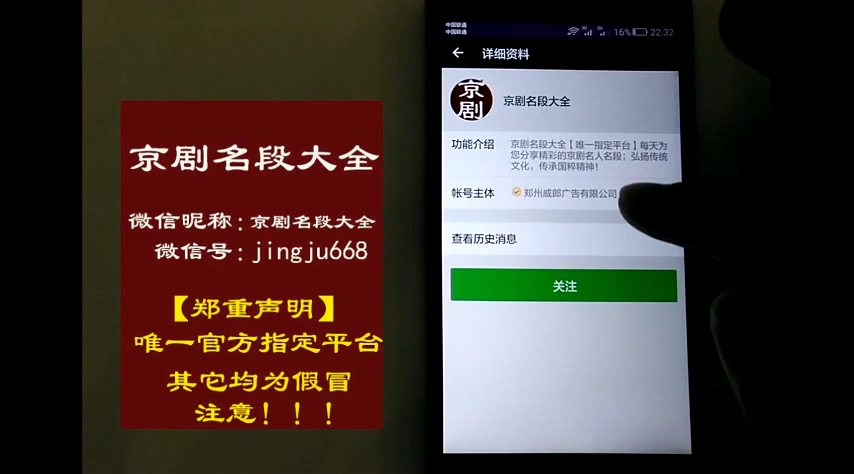 京剧名段大全
微信昵称：京剧名段大全
微信号：jingju668
【郑重声明】
唯一官方指定平台
其它均为假冒
注意！！！
中国联通
中国联通
16% 22:32
详细资料
京剧
京剧名段大全
功能介绍
京剧名段大全【唯一指定平台】每天为
您分享精彩的京剧名人名段；弘扬传统
文化，传承国粹精神！
帐号主体
郑州威郎广告有限公司
查看历史消息
关注